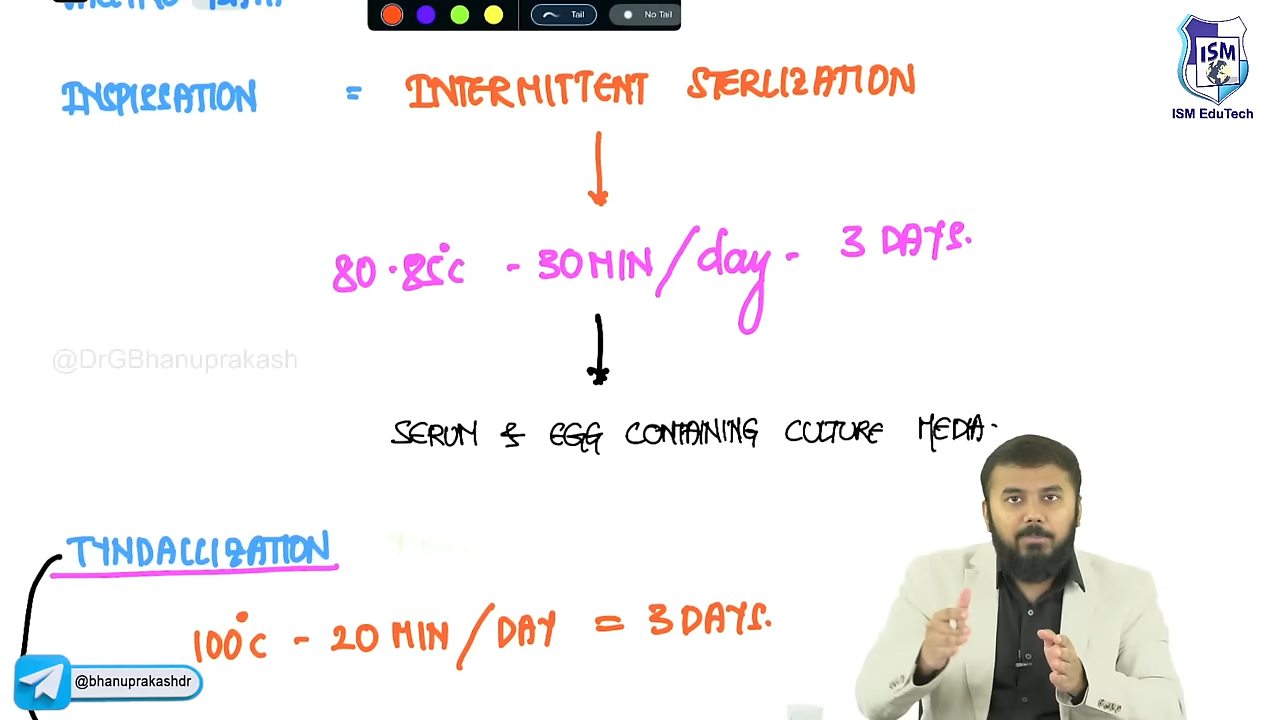 Tail No Tail
ISM
ISM EduTech
INSPISSATION = INTERMITTENT STERLIZATION
80-85°C - 30 MIN/day - 3 DAYS.
@DrGBhanuprakash
SERUM & EGG CONTAINING CULTURE MEDIA.
TYNDALLIZATION
100°C - 20 MIN/DAY = 3 DAYS.
@bhanuprakashdr